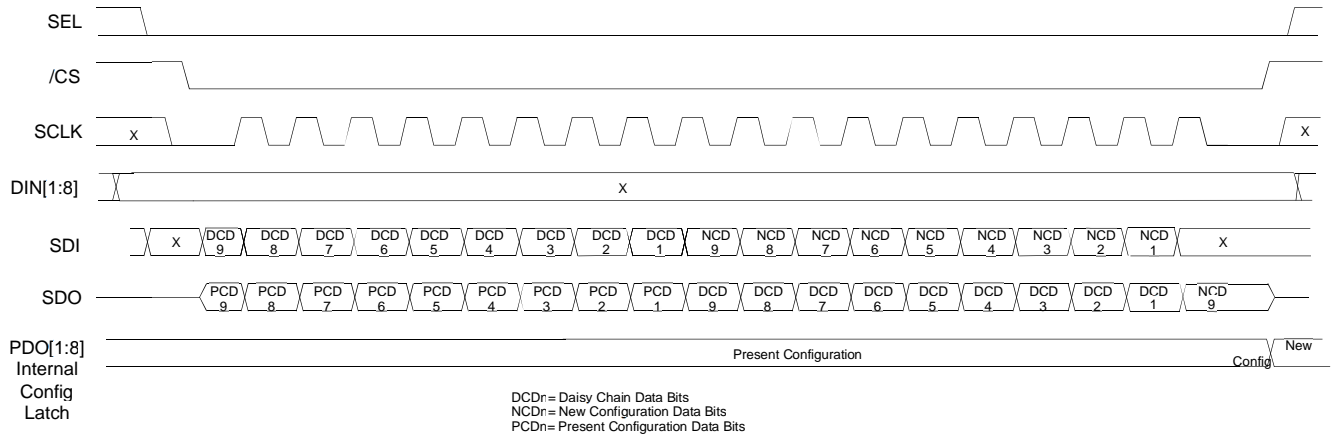 SEL
/CS
SCLK
X
X
DIN[1:8]
X
SDI
X
DCD 9
DCD 8
DCD 7
DCD 6
DCD 5
DCD 4
DCD 3
DCD 2
DCD 1
NCD 9
NCD 8
NCD 7
NCD 6
NCD 5
NCD 4
NCD 3
NCD 2
NCD 1
X
SDO
PCD 9
PCD 8
PCD 7
PCD 6
PCD 5
PCD 4
PCD 3
PCD 2
PCD 1
DCD 9
DCD 8
DCD 7
DCD 6
DCD 5
DCD 4
DCD 3
DCD 2
DCD 1
NCD 9
PDO[1:8]
Internal
Config
Latch
Present Configuration
New
Config
DCDn= Daisy Chain Data Bits
NCDn= New Configuration Data Bits
PCDn= Present Configuration Data Bits